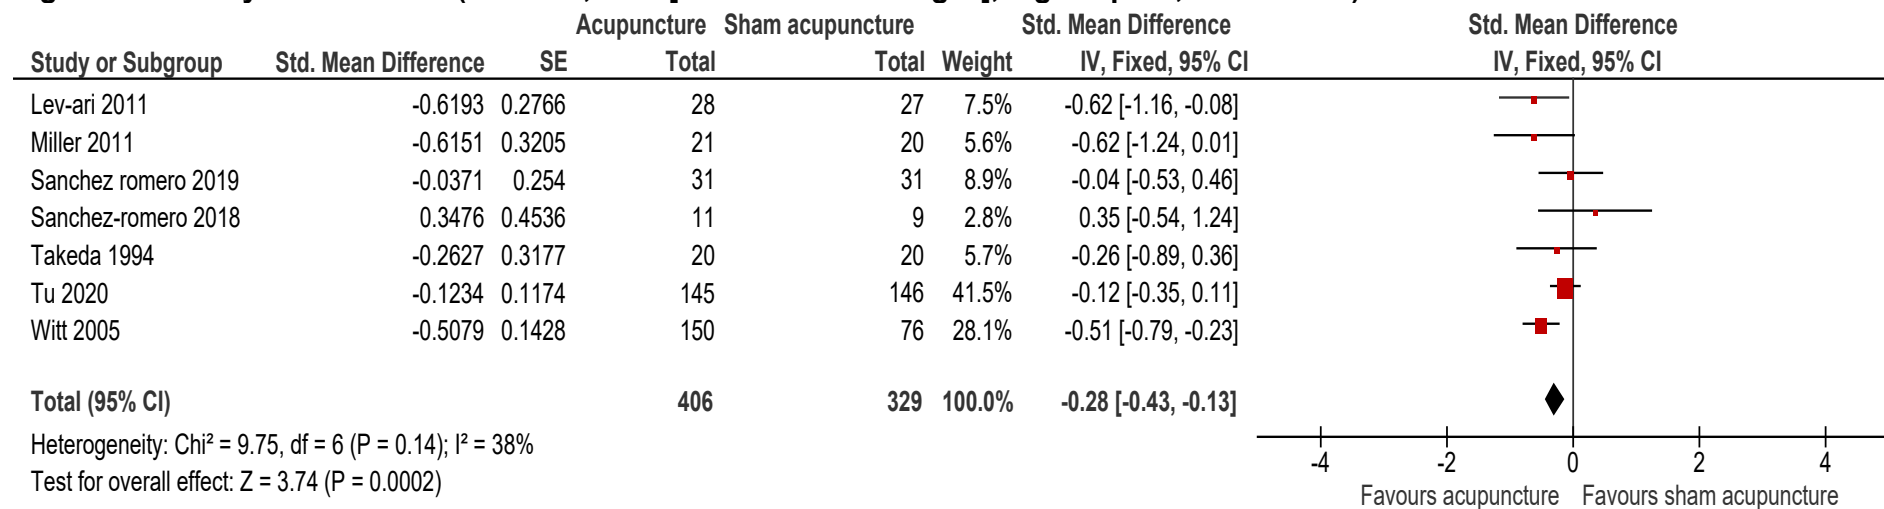 Acupuncture Sham acupuncture Std. Mean Difference Std. Mean Difference
Study or Subgroup Std. Mean Difference SE Total Total Weight IV, Fixed, 95% CI IV, Fixed, 95% CI
Lev-ari 2011 -0.6193 0.2766 28 27 7.5% -0.62 [-1.16, -0.08]
Miller 2011 -0.6151 0.3205 21 20 5.6% -0.62 [-1.24, 0.01]
Sanchez romero 2019 -0.0371 0.254 31 31 8.9% -0.04 [-0.53, 0.46]
Sanchez-romero 2018 0.3476 0.4536 11 9 2.8% 0.35 [-0.54, 1.24]
Takeda 1994 -0.2627 0.3177 20 20 5.7% -0.26 [-0.89, 0.36]
Tu 2020 -0.1234 0.1174 145 146 41.5% -0.12 [-0.35, 0.11]
Witt 2005 -0.5079 0.1428 150 76 28.1% -0.51 [-0.79, -0.23]
Total (95% CI) 406 329 100.0% -0.28 [-0.43, -0.13]
Heterogeneity: Chi² = 9.75, df = 6 (P = 0.14); I² = 38%
Test for overall effect: Z = 3.74 (P = 0.0002)
-4 -2 0 2 4
Favours acupuncture Favours sham acupuncture